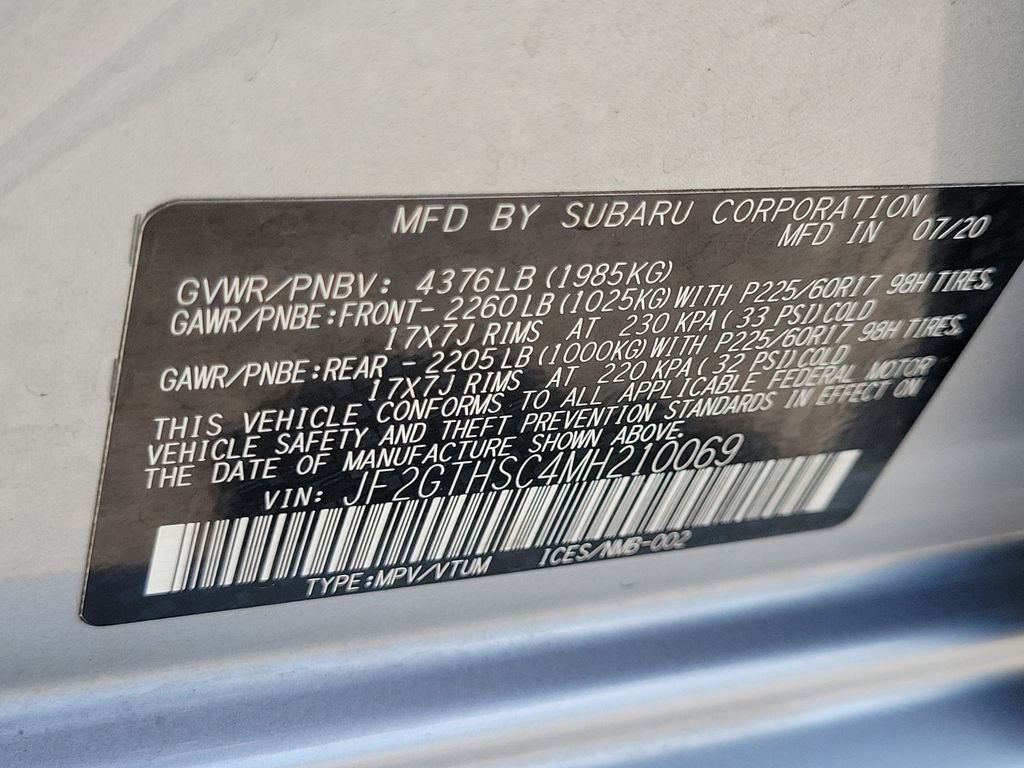 MFD BY SUBARU CORPORATION
MFD IN 07/20
GVWR/PNBV: 4376LB (1985KG)
GAWR/PNBE:FRONT- 2260LB (1025KG) WITH P225/60R17 98H TIRES,
17X7J RIMS AT 230 KPA (33 PSI) COLD
GAWR/PNBE:REAR - 2205LB (1000KG) WITH P225/60R17 98H TIRES,
17X7J RIMS AT 220 KPA (32 PSI) COLD
THIS VEHICLE CONFORMS TO ALL APPLICABLE FEDERAL MOTOR
VEHICLE SAFETY AND THEFT PREVENTION STANDARDS IN EFFECT ON
THE DATE OF MANUFACTURE SHOWN ABOVE.
VIN: JF2GTHSC4MH210069
TYPE:MPV/VTUM ICES/NMB-002